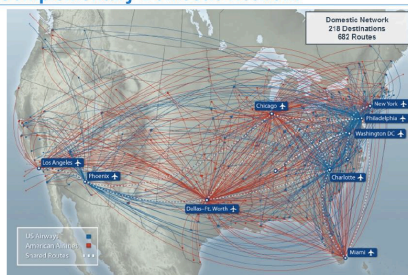 Domestic Network
218 Destinations
682 Routes
Chicago
New York
Philadelphia
Washington DC
Los Angeles
Phoenix
Charlotte
Dallas-Ft. Worth
Miami
US Airways
American Airlines
Shared Routes